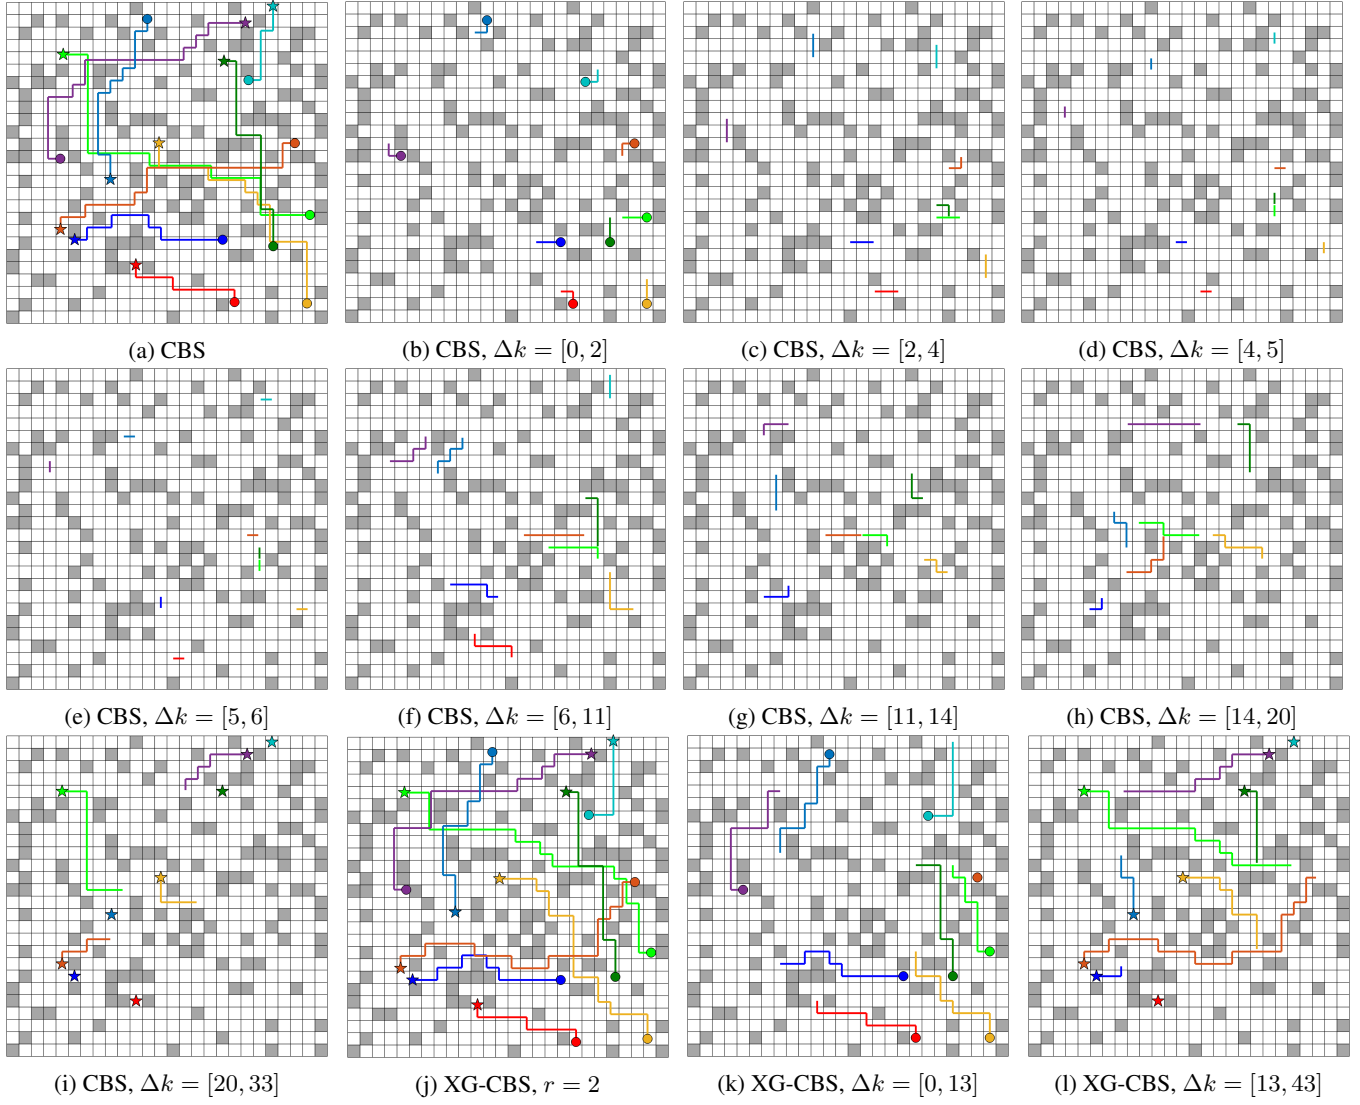 (a) CBS
(b) CBS, Δk = [0, 2]
(c) CBS, Δk = [2, 4]
(d) CBS, Δk = [4, 5]
(e) CBS, Δk = [5, 6]
(f) CBS, Δk = [6, 11]
(g) CBS, Δk = [11, 14]
(h) CBS, Δk = [14, 20]
(i) CBS, Δk = [20, 33]
(j) XG-CBS, r = 2
(k) XG-CBS, Δk = [0, 13]
(l) XG-CBS, Δk = [13, 43]